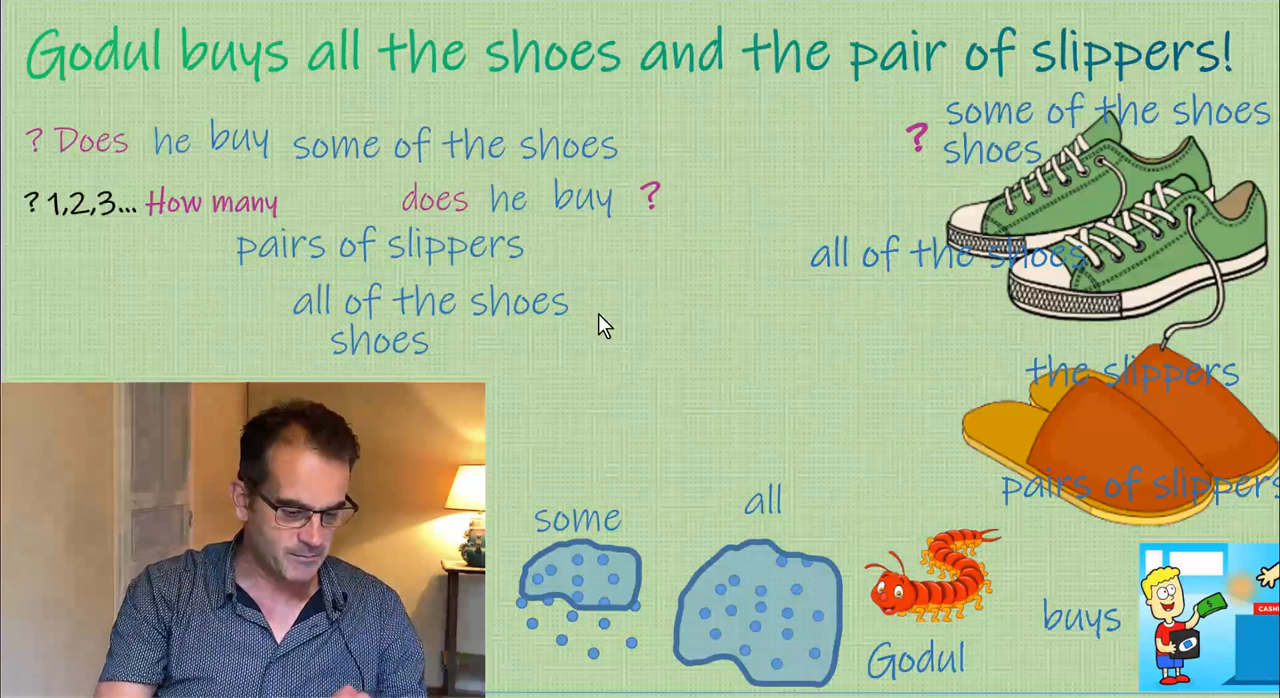 Godul buys all the shoes and the pair of slippers!
? Does he buy some of the shoes
? 1,2,3... How many does he buy ?
pairs of slippers
all of the shoes
shoes
some of the shoes
? shoes
all of the shoes
the slippers
pairs of slippers
some
all
Godul
buys
$